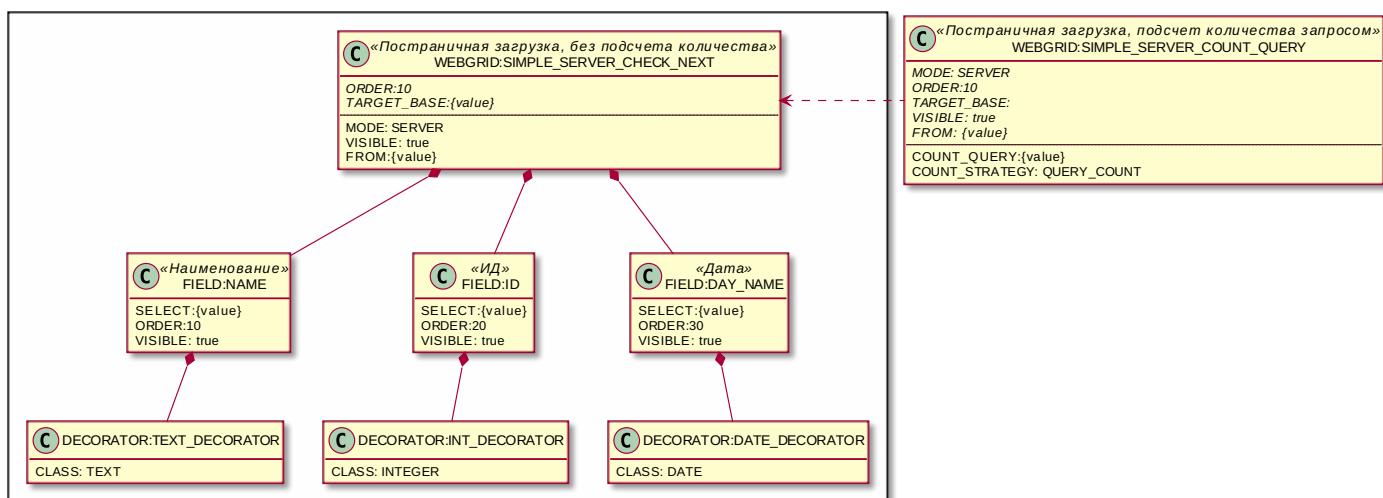 C «Постраничная загрузка, без подсчета количества»
WEBGRID:SIMPLE_SERVER_CHECK_NEXT
ORDER:10
TARGET_BASE:{value}
MODE: SERVER
VISIBLE: true
FROM:{value}
C «Постраничная загрузка, подсчет количества запросом»
WEBGRID:SIMPLE_SERVER_COUNT_QUERY
MODE: SERVER
ORDER:10
TARGET_BASE:
VISIBLE: true
FROM: {value}
COUNT_QUERY:{value}
COUNT_STRATEGY: QUERY_COUNT
C «Наименование»
FIELD:NAME
SELECT:{value}
ORDER:10
VISIBLE: true
C «ИД»
FIELD:ID
SELECT:{value}
ORDER:20
VISIBLE: true
C «Дата»
FIELD:DAY_NAME
SELECT:{value}
ORDER:30
VISIBLE: true
C DECORATOR:TEXT_DECORATOR
CLASS: TEXT
C DECORATOR:INT_DECORATOR
CLASS: INTEGER
C DECORATOR:DATE_DECORATOR
CLASS: DATE